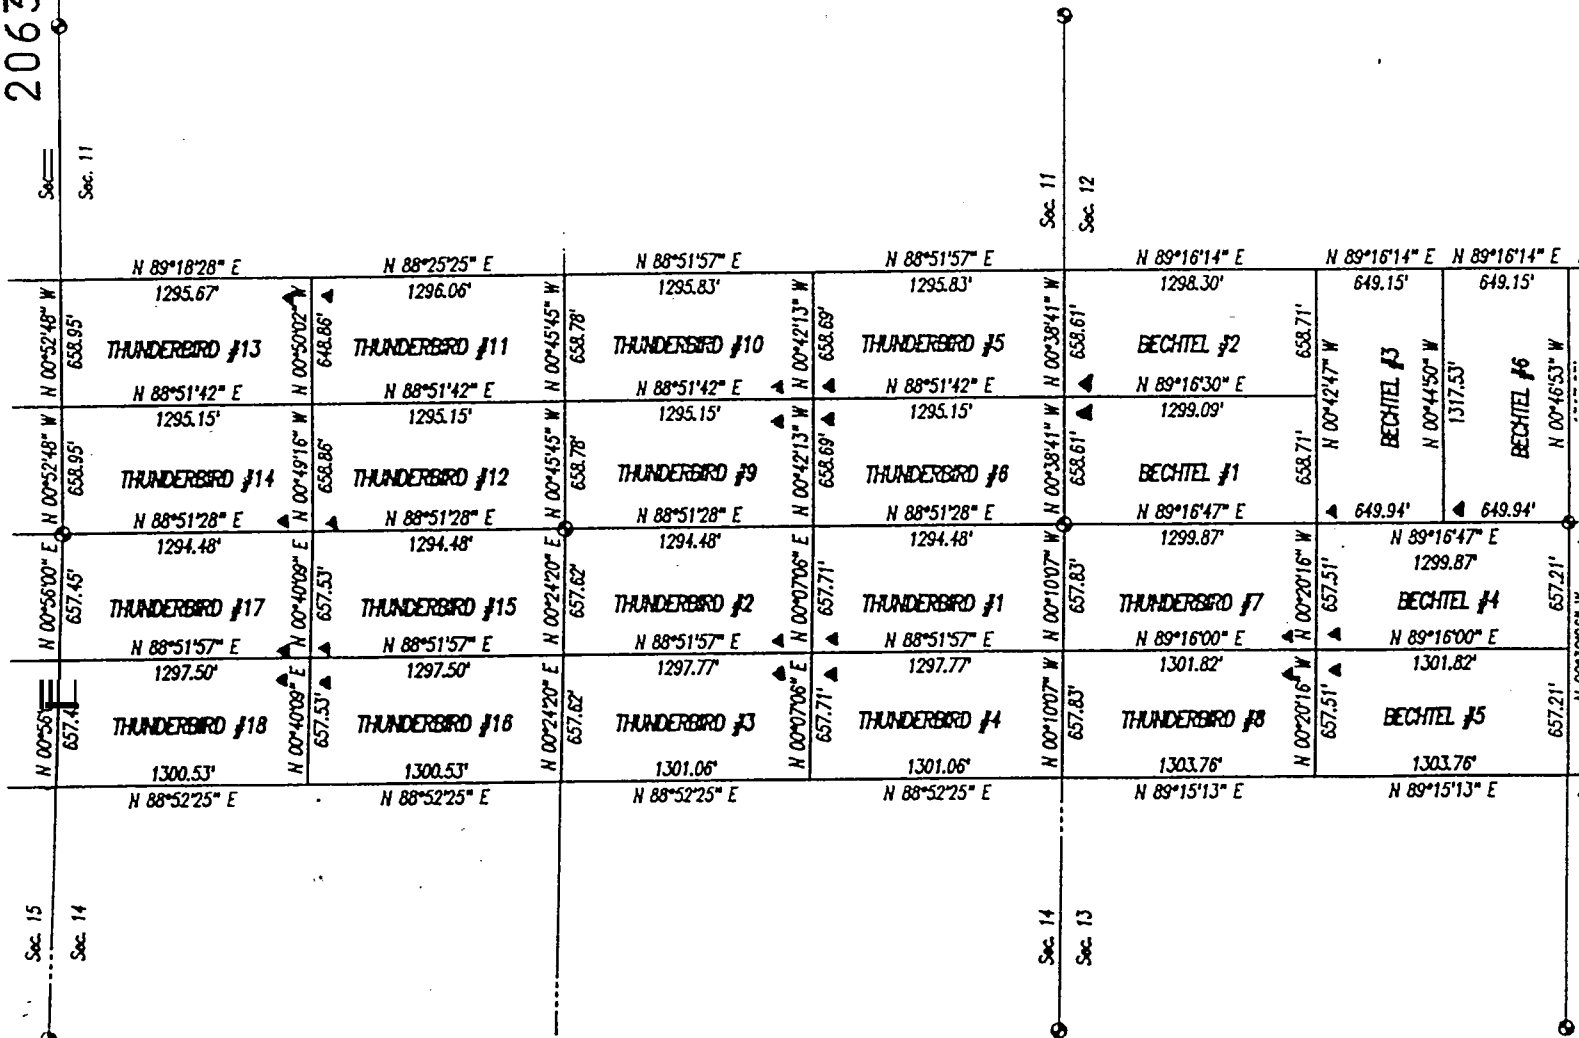 2063
Sec.
Sec. 11
Sec. 11
Sec. 12
N 89°18'28" E
N 88°25'25" E
N 88°51'57" E
N 88°51'57" E
N 89°16'14" E
N 89°16'14" E
N 89°16'14" E
1295.67'
1296.06'
1295.83'
1295.83'
1298.30'
649.15'
649.15'
N 00°52'48" W
658.95'
THUNDERBIRD #13
N 00°50'02" W
648.86'
THUNDERBIRD #11
N 00°45'45" W
658.78'
THUNDERBIRD #10
N 00°42'13" W
658.69'
THUNDERBIRD #5
N 00°38'41" W
658.61'
BECHTEL #2
658.71'
N 00°42'47" W
BECHTEL #3
N 00°44'50" W
1317.53'
BECHTEL #6
N 00°46'53" W
N 88°51'42" E
N 88°51'42" E
N 88°51'42" E
N 88°51'42" E
N 89°16'30" E
1295.15'
1295.15'
1295.15'
1295.15'
1299.09'
N 00°52'48" W
658.95'
THUNDERBIRD #14
N 00°49'16" W
658.86'
THUNDERBIRD #12
N 00°45'45" W
658.78'
THUNDERBIRD #9
N 00°42'13" W
658.69'
THUNDERBIRD #6
N 00°38'41" W
658.61'
BECHTEL #1
658.71'
N 88°51'28" E
N 88°51'28" E
N 88°51'28" E
N 88°51'28" E
N 89°16'47" E
649.94'
649.94'
1294.48'
1294.48'
1294.48'
1294.48'
1299.87'
N 89°16'47" E
1299.87'
N 00°56'00" E
657.45'
THUNDERBIRD #17
N 00°40'09" E
657.53'
THUNDERBIRD #15
N 00°24'20" E
657.62'
THUNDERBIRD #2
N 00°07'06" E
657.71'
THUNDERBIRD #1
N 00°10'07" W
657.83'
THUNDERBIRD #7
N 00°20'16" W
657.51'
BECHTEL #4
657.21'
N 88°51'57" E
N 88°51'57" E
N 88°51'57" E
N 88°51'57" E
N 89°16'00" E
N 89°16'00" E
1297.50'
1297.50'
1297.77'
1297.77'
1301.82'
1301.82'
N 00°56'
657.4
THUNDERBIRD #18
N 00°40'09" E
657.53'
THUNDERBIRD #16
N 00°24'20" E
657.62'
THUNDERBIRD #3
N 00°07'06" E
657.71'
THUNDERBIRD #4
N 00°10'07" W
657.83'
THUNDERBIRD #8
N 00°20'16" W
657.51'
BECHTEL #5
657.21'
1300.53'
1300.53'
1301.06'
1301.06'
1303.76'
1303.76'
N 88°52'25" E
N 88°52'25" E
N 88°52'25" E
N 88°52'25" E
N 89°15'13" E
N 89°15'13" E
Sec. 15
Sec. 14
Sec. 14
Sec. 13